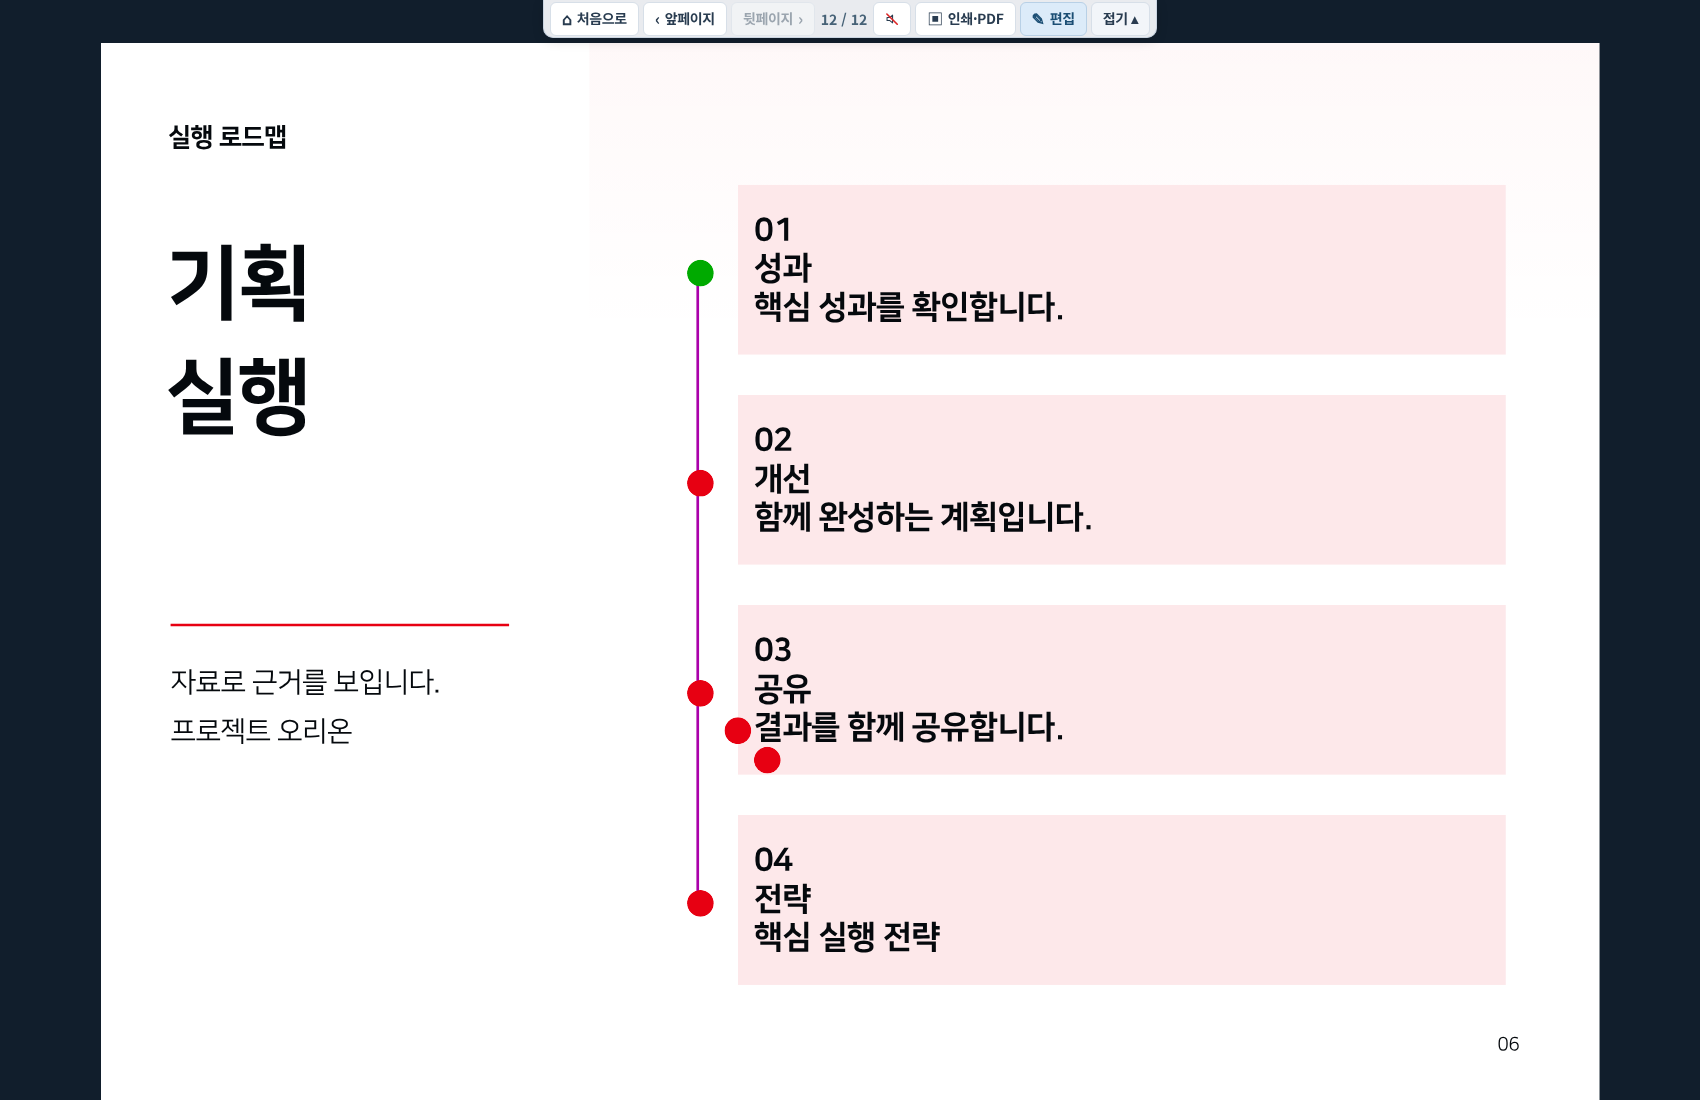 처음으로
앞페이지
뒷페이지
12 / 12
인쇄·PDF
편집
접기
실행 로드맵
기획
실행
자료로 근거를 보입니다.
프로젝트 오리온
01
성과
핵심 성과를 확인합니다.
02
개선
함께 완성하는 계획입니다.
03
공유
결과를 함께 공유합니다.
04
전략
핵심 실행 전략
06